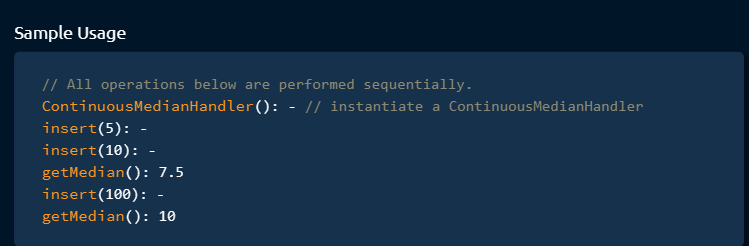 Sample Usage
// All operations below are performed sequentially.
ContinuousMedianHandler(): - // instantiate a ContinuousMedianHandler
insert(5): -
insert(10): -
getMedian(): 7.5
insert(100): -
getMedian(): 10